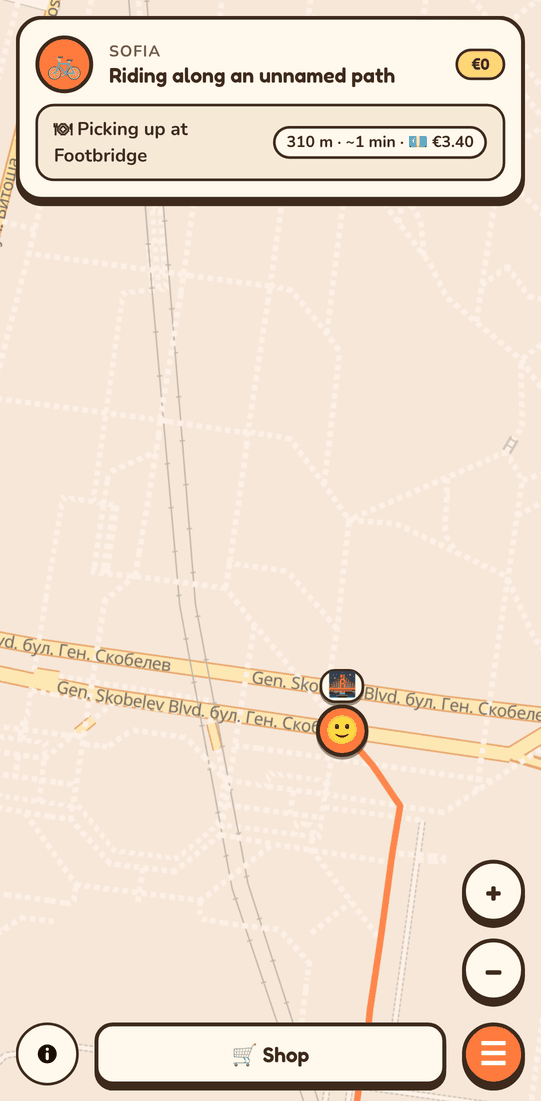 SOFIA
Riding along an unnamed path
€0
Picking up at
Footbridge
310 m · ~1 min · 💶 €3.40
Витоша
vd. бул. Ген. Скобелев
Gen. Sko
Blvd. бул. Ген. Скобеле
Gen. Skobelev Blvd. бул. Ген. Скоб
+
−
i
Shop